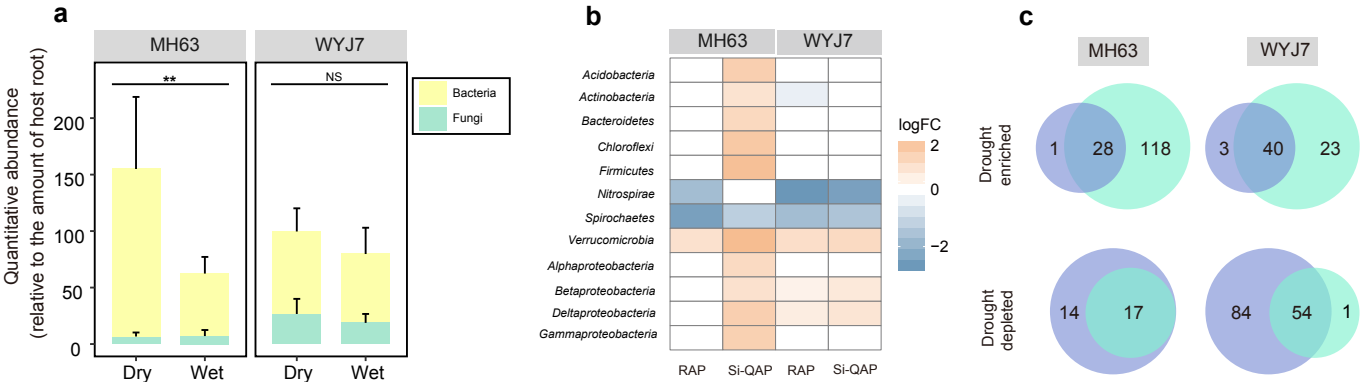 a
MH63
WYJ7
Quantitative abundance
(relative to the amount of host root)
200
150
100
50
0
**
NS
Bacteria
Fungi
Dry
Wet
Dry
Wet
b
MH63
WYJ7
Acidobacteria
Actinobacteria
Bacteroidetes
Chloroflexi
Firmicutes
Nitrospirae
Spirochaetes
Verrucomicrobia
Alphaproteobacteria
Betaproteobacteria
Deltaproteobacteria
Gammaproteobacteria
RAP
Si-QAP
RAP
Si-QAP
logFC
2
0
−2
c
MH63
WYJ7
Drought
enriched
1
28
118
3
40
23
Drought
depleted
14
17
84
54
1